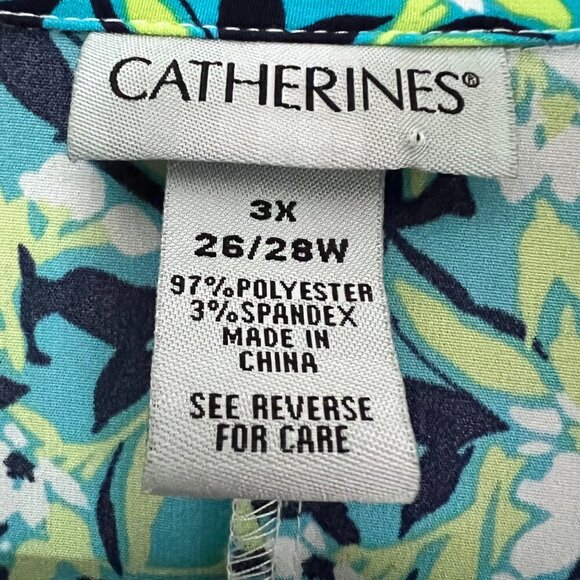 CATHERINES®
3X
26/28W
97%POLYESTER
3%SPANDEX
MADE IN
CHINA
SEE REVERSE
FOR CARE